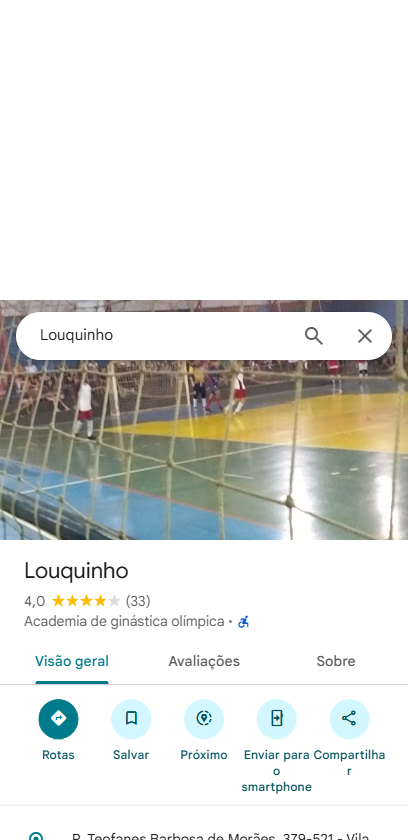 Louquinho
Louquinho
4,0 (33)
Academia de ginástica olímpica ·
Visão geral Avaliações Sobre
Rotas Salvar Próximo Enviar para o smartphone Compartilhar
R. Teofanes Barbosa de Morães, 379-521 - Vila